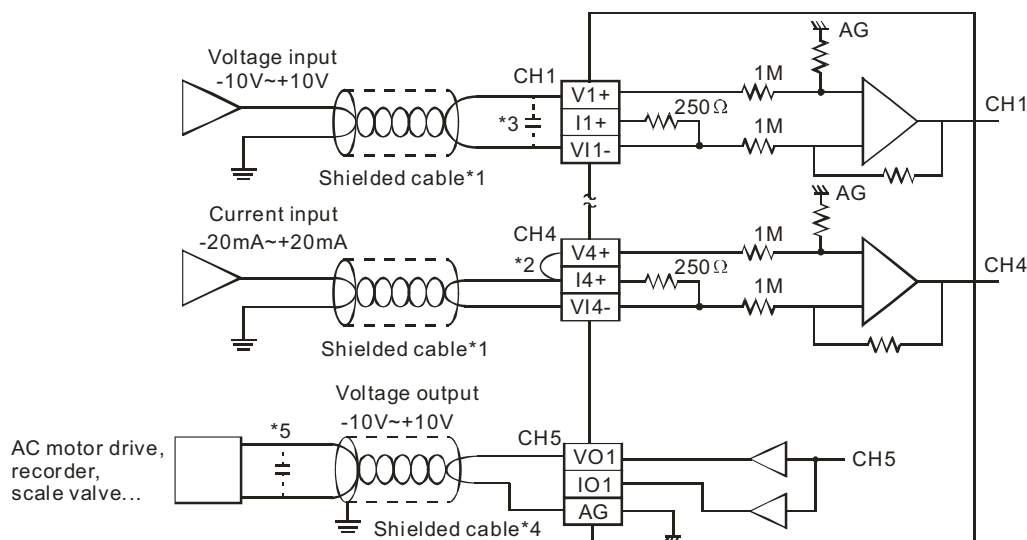 Voltage input
-10V~+10V
CH1
*3
Shielded cable*1
V1+
I1+
VI1-
250Ω
1M
1M
AG
CH1
Current input
-20mA~+20mA
CH4
*2
Shielded cable*1
V4+
I4+
VI4-
250Ω
1M
1M
AG
CH4
Voltage output
-10V~+10V
AC motor drive,
recorder,
scale valve...
*5
Shielded cable*4
CH5
VO1
IO1
AG
CH5